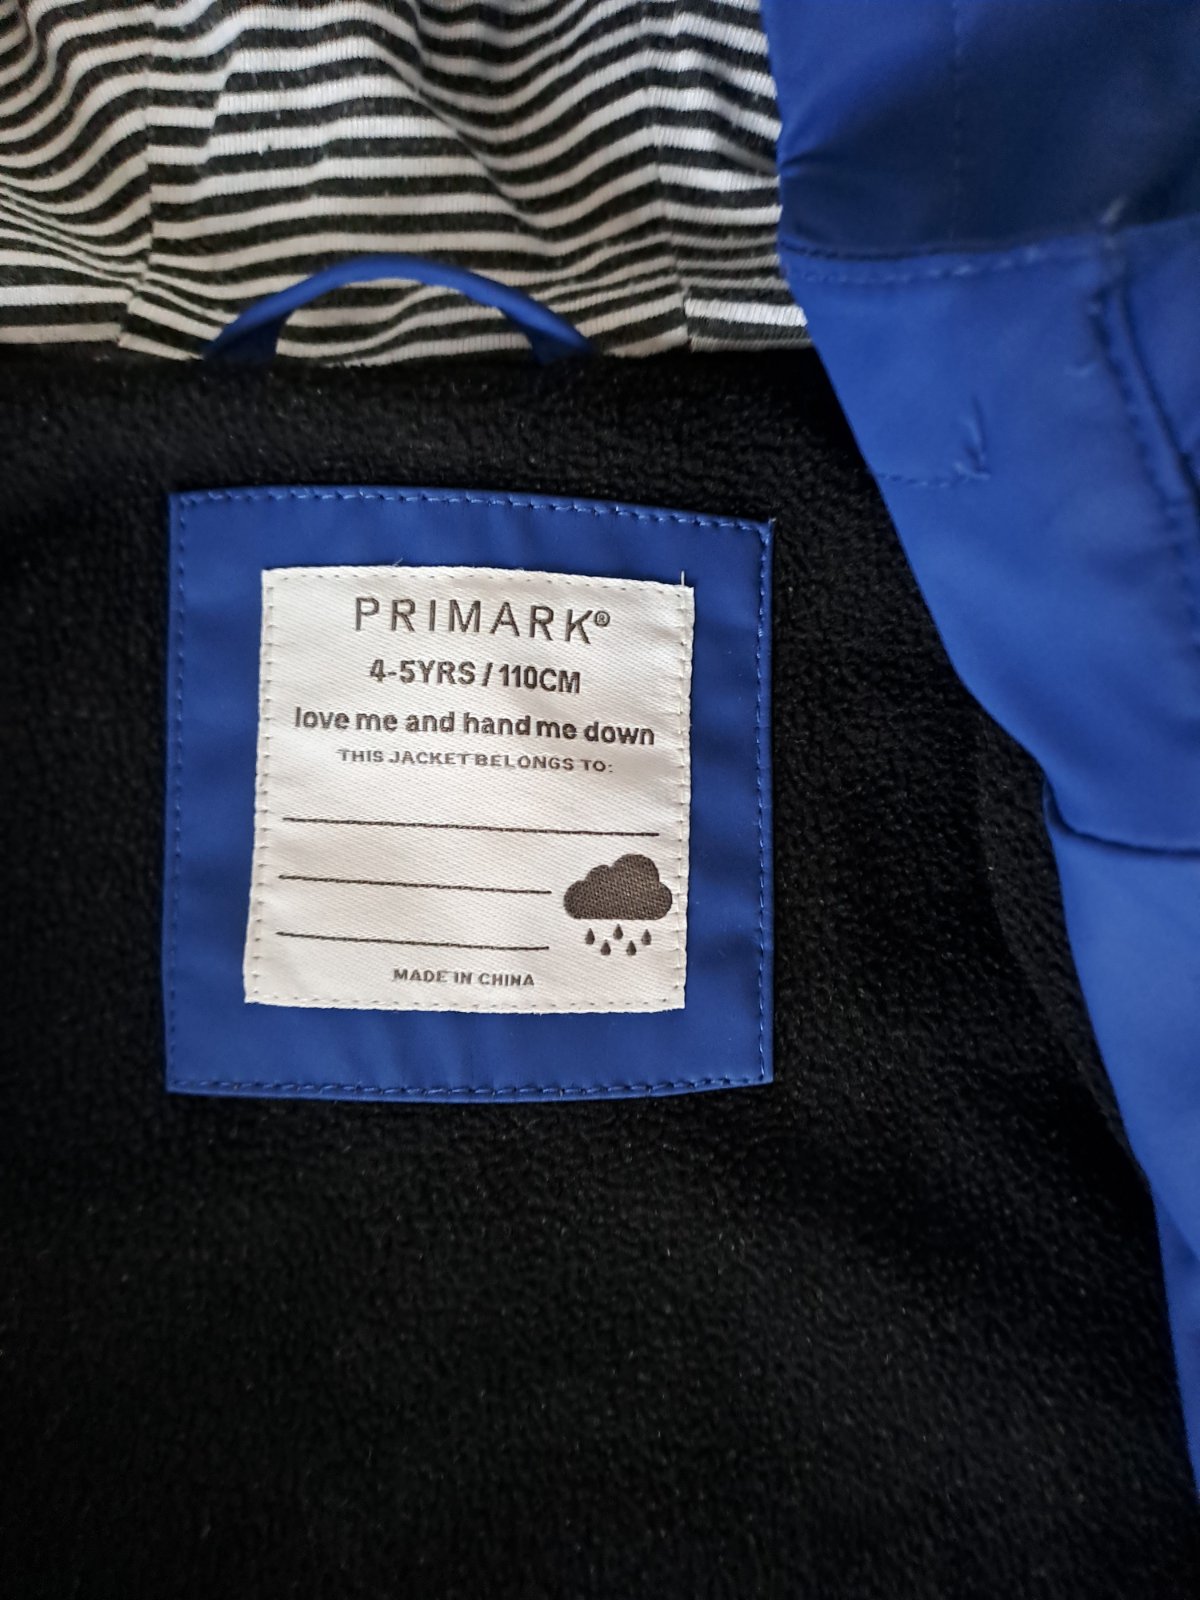 PRIMARK®
4-5YRS / 110CM
love me and hand me down
THIS JACKET BELONGS TO:
MADE IN CHINA